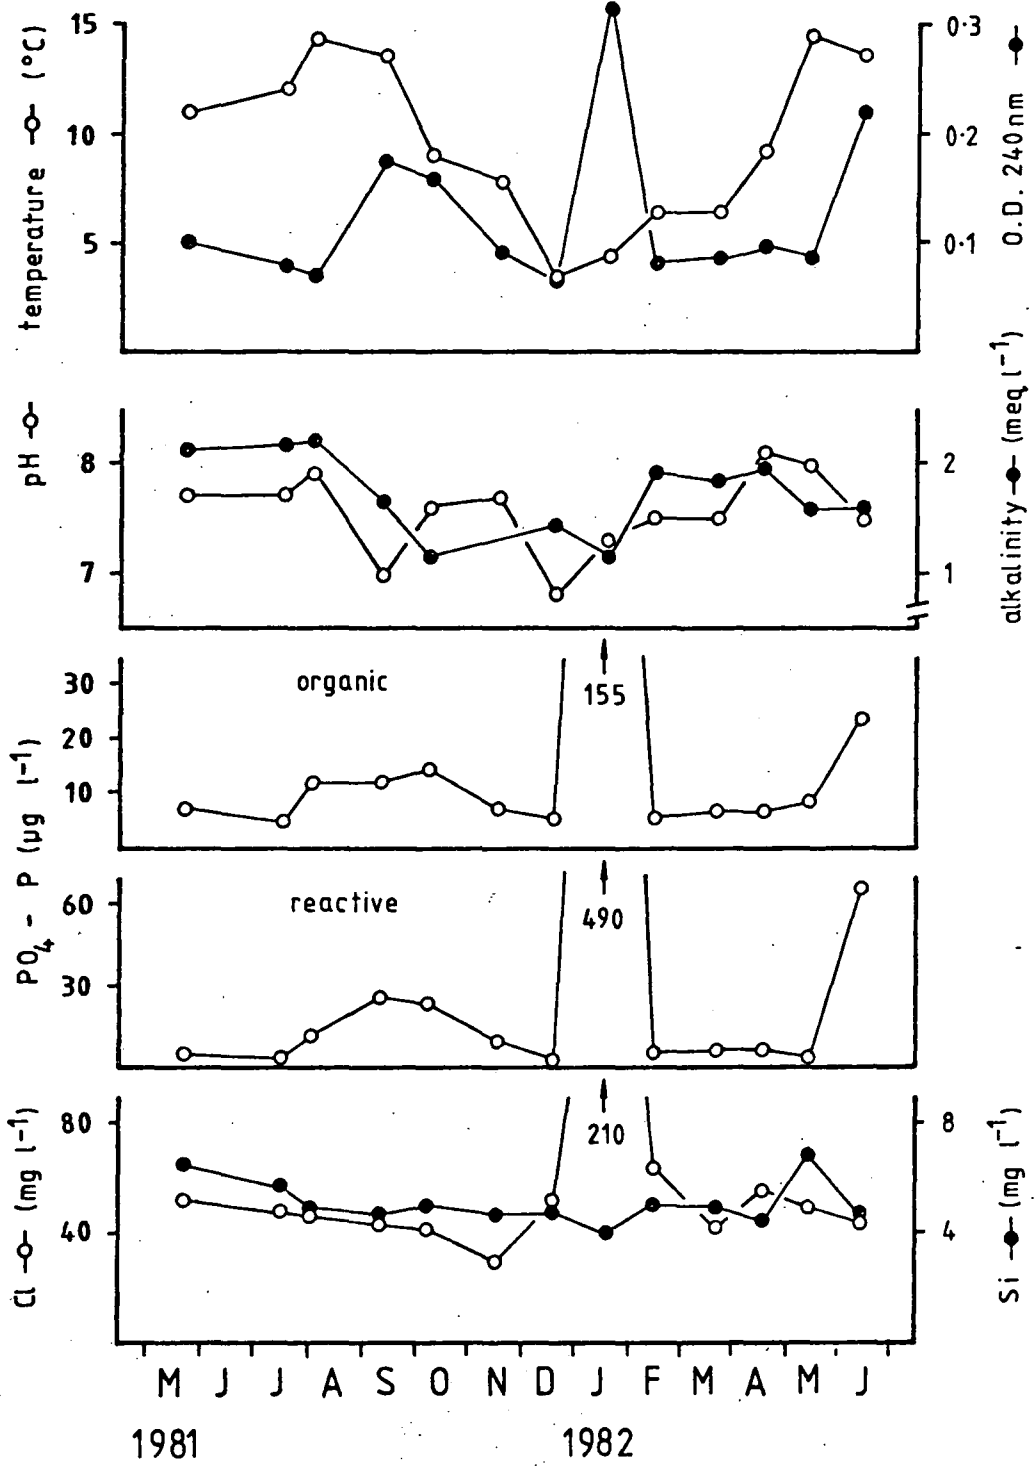 temperature (°C)
15
10
5
0·3
0·2
0·1
O.D. 240nm
pH
8
7
2
1
alkalinity (meq l⁻¹)
PO₄ - P (µg l⁻¹)
organic
30
20
10
155
reactive
60
30
490
Cl (mg l⁻¹)
80
40
210
8
4
Si (mg l⁻¹)
M J J A S O N D J F M A M J
1981 1982